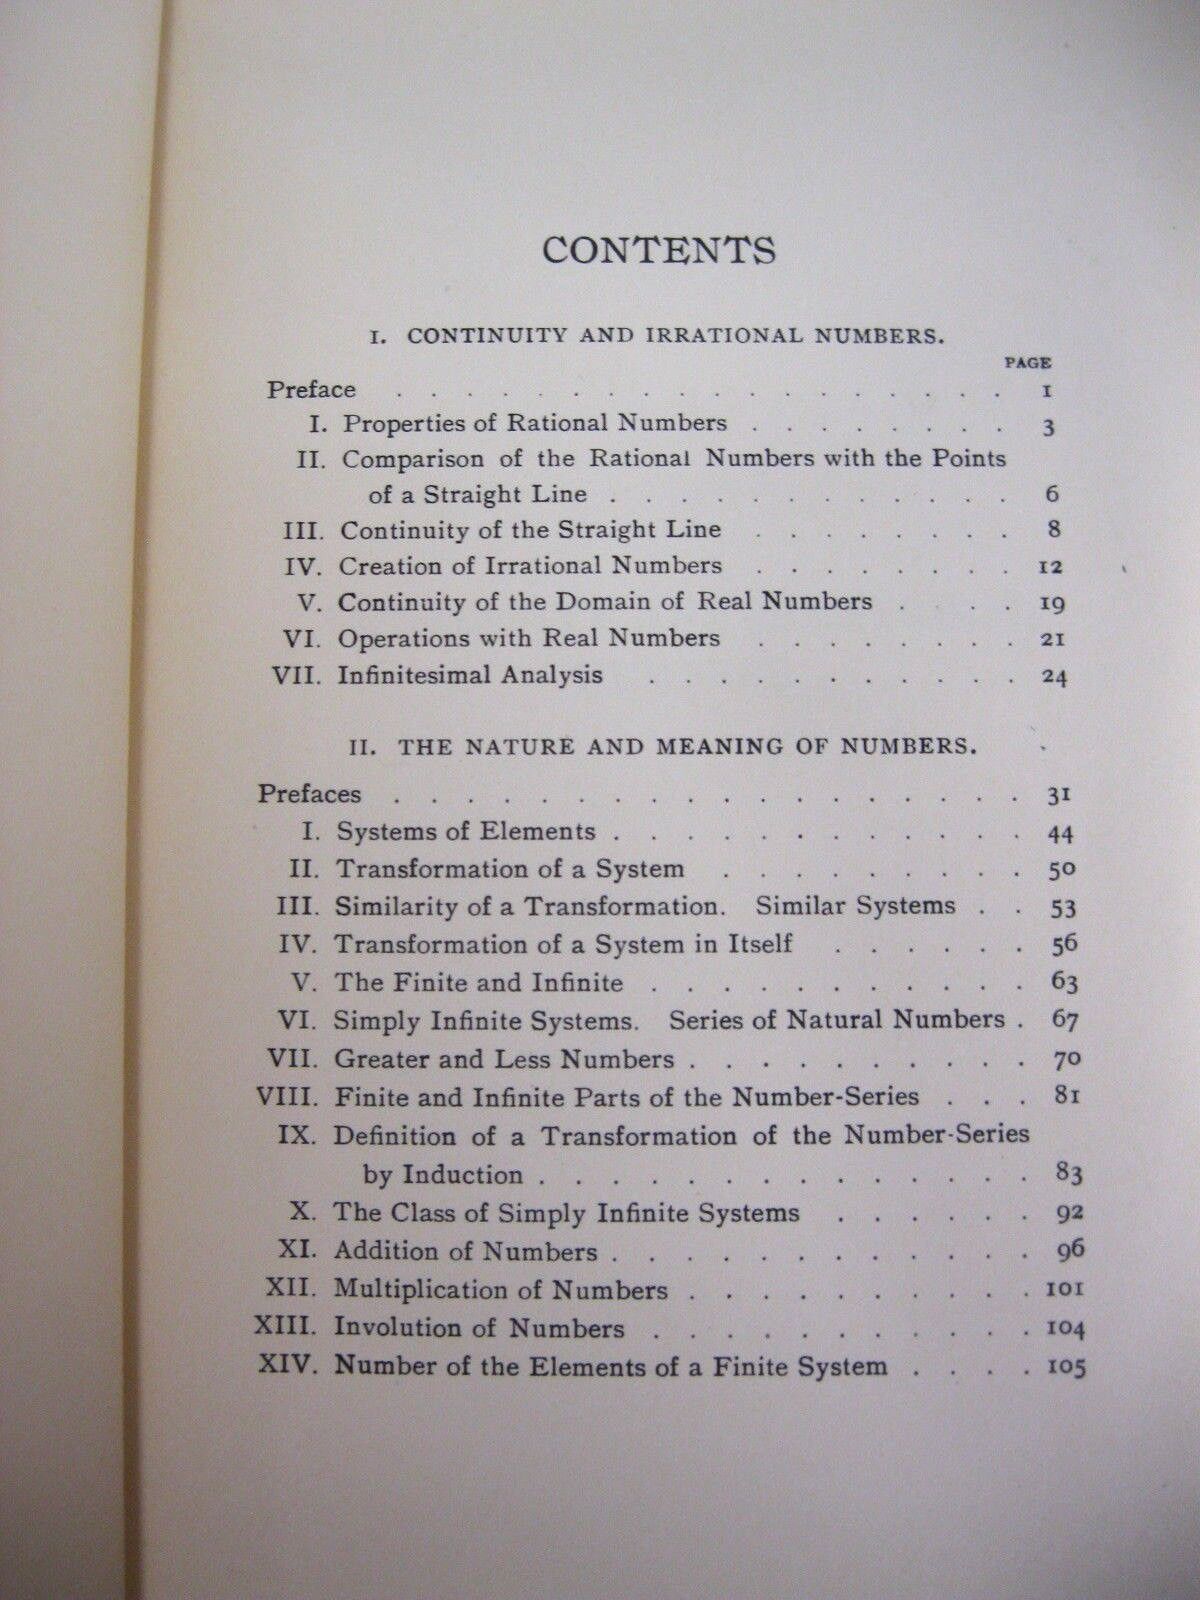 CONTENTS
I. CONTINUITY AND IRRATIONAL NUMBERS.
PAGE
Preface . . . . . . . . . . . . . . . . . . 1
I. Properties of Rational Numbers . . . . . . . . 3
II. Comparison of the Rational Numbers with the Points
of a Straight Line . . . . . . . . . . . . 6
III. Continuity of the Straight Line . . . . . . . . 8
IV. Creation of Irrational Numbers . . . . . . . . 12
V. Continuity of the Domain of Real Numbers . . . . 19
VI. Operations with Real Numbers . . . . . . . . 21
VII. Infinitesimal Analysis . . . . . . . . . . . 24
II. THE NATURE AND MEANING OF NUMBERS.
Prefaces . . . . . . . . . . . . . . . . . . 31
I. Systems of Elements . . . . . . . . . . . . 44
II. Transformation of a System . . . . . . . . . 50
III. Similarity of a Transformation. Similar Systems . . 53
IV. Transformation of a System in Itself . . . . . . 56
V. The Finite and Infinite . . . . . . . . . . . 63
VI. Simply Infinite Systems. Series of Natural Numbers . 67
VII. Greater and Less Numbers . . . . . . . . . . 70
VIII. Finite and Infinite Parts of the Number-Series . . . 81
IX. Definition of a Transformation of the Number-Series
by Induction . . . . . . . . . . . . . . 83
X. The Class of Simply Infinite Systems . . . . . . 92
XI. Addition of Numbers . . . . . . . . . . . . 96
XII. Multiplication of Numbers . . . . . . . . . . 101
XIII. Involution of Numbers . . . . . . . . . . . 104
XIV. Number of the Elements of a Finite System . . . . 105